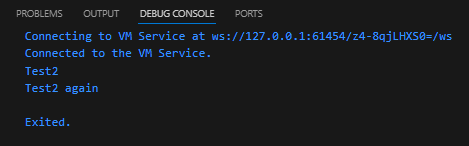 PROBLEMS OUTPUT DEBUG CONSOLE PORTS
Connecting to VM Service at ws://127.0.0.1:61454/z4-8qjLHXS0=/ws
Connected to the VM Service.
Test2
Test2 again
Exited.